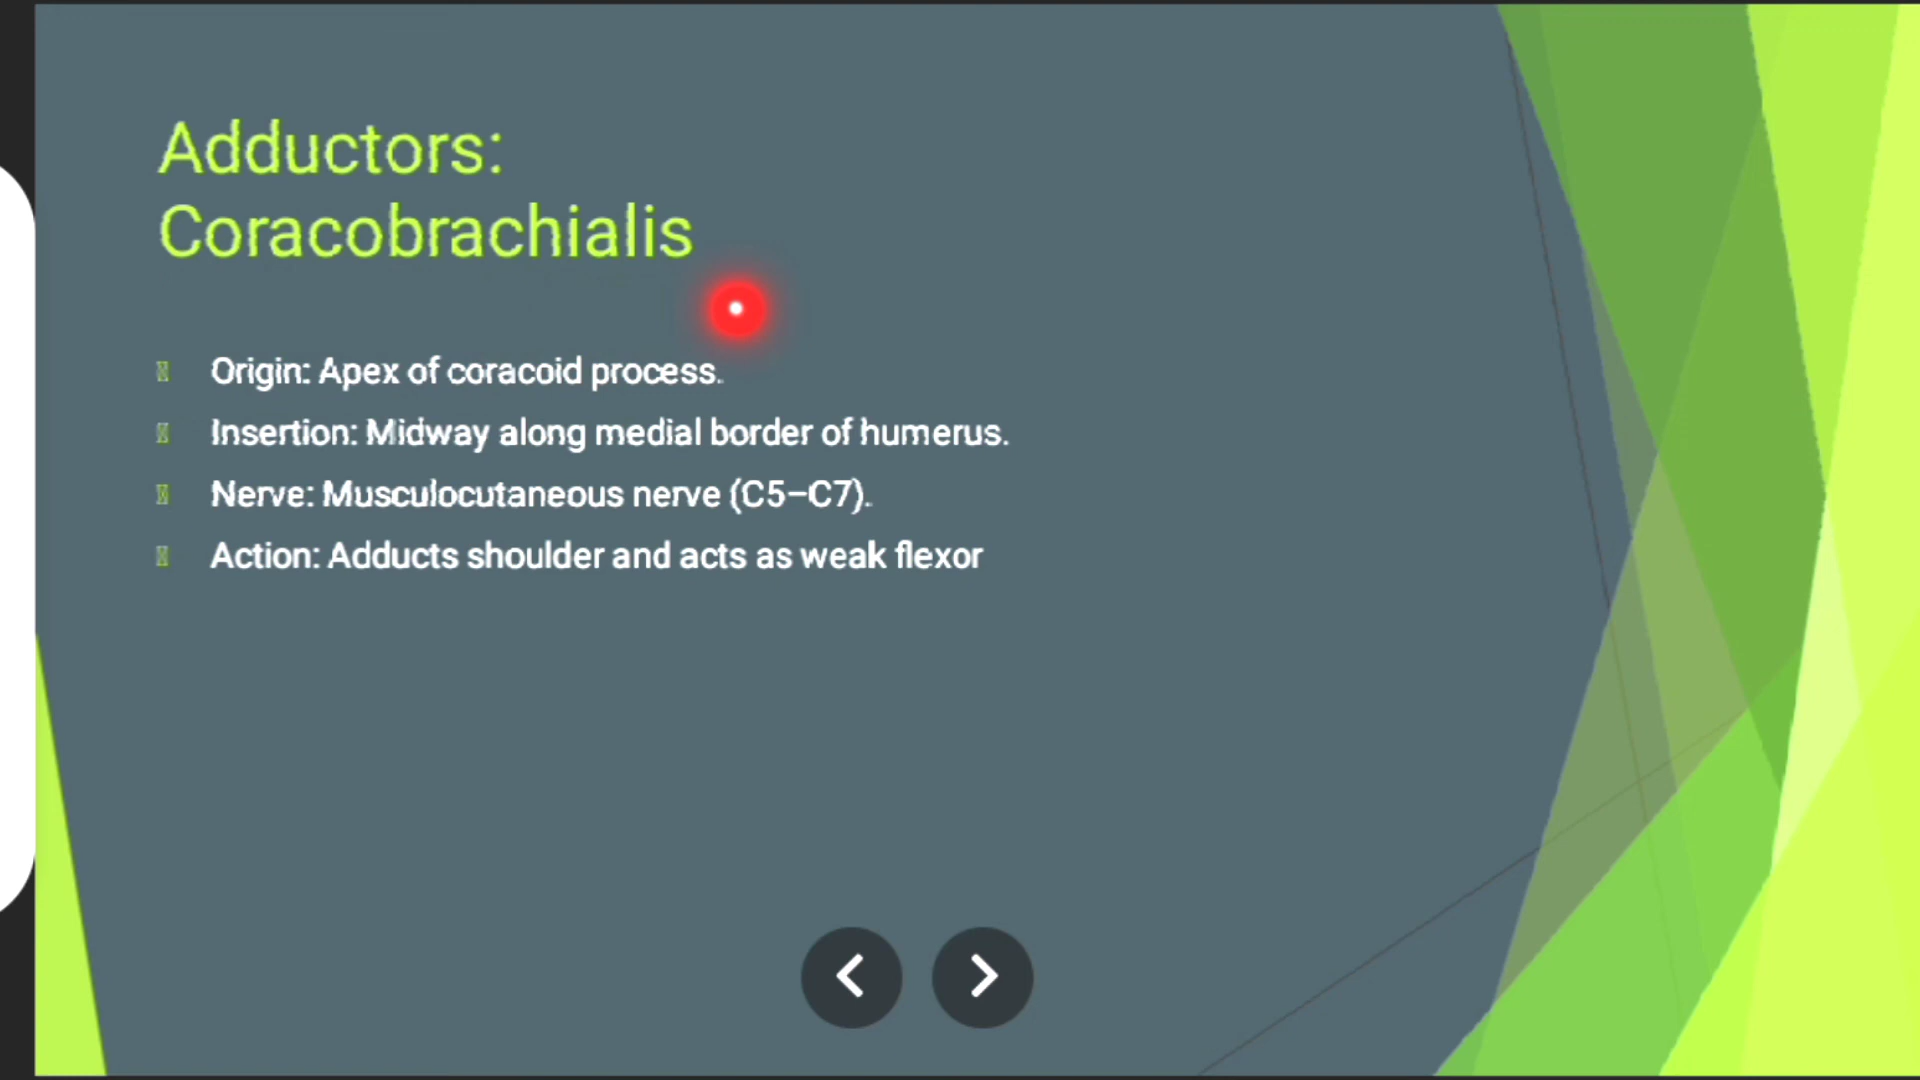 Adductors:
Coracobrachialis
Origin: Apex of coracoid process.
Insertion: Midway along medial border of humerus.
Nerve: Musculocutaneous nerve (C5–C7).
Action: Adducts shoulder and acts as weak flexor